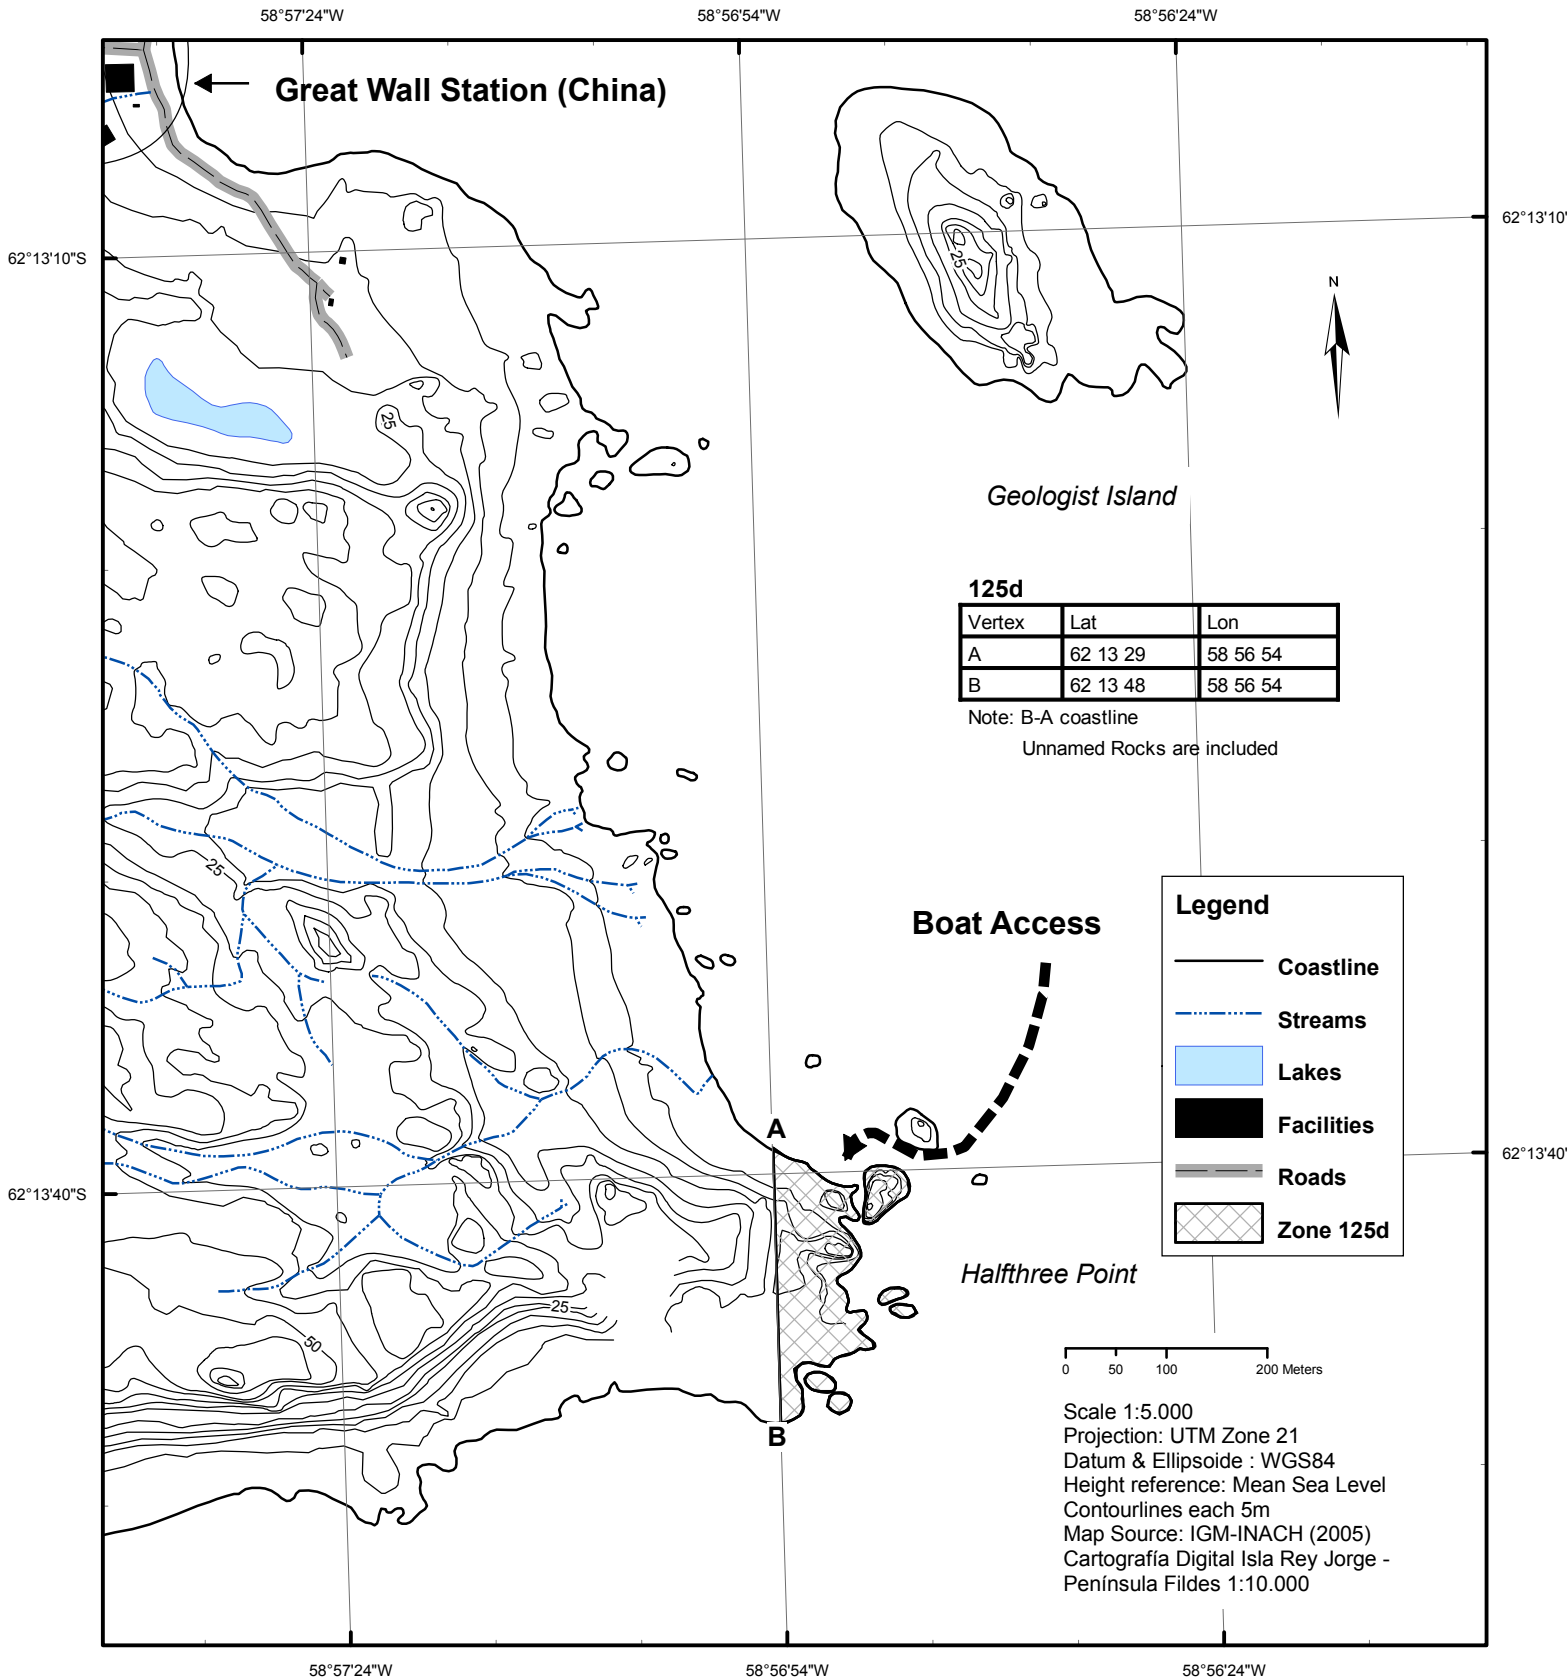 58°57'24"W
58°56'54"W
58°56'24"W
Great Wall Station (China)
62°13'10"S
62°13'10"
N
25
25
Geologist Island
125d
Vertex Lat Lon
A 62 13 29 58 56 54
B 62 13 48 58 56 54
Note: B-A coastline
Unnamed Rocks are included
25
Boat Access
Legend
Coastline
Streams
Lakes
Facilities
Roads
Zone 125d
A
62°13'40"S
62°13'40"
Halfthree Point
25
50
0 50 100 200 Meters
B
Scale 1:5.000
Projection: UTM Zone 21
Datum & Ellipsoide : WGS84
Height reference: Mean Sea Level
Contourlines each 5m
Map Source: IGM-INACH (2005)
Cartografía Digital Isla Rey Jorge -
Península Fildes 1:10.000
58°57'24"W
58°56'54"W
58°56'24"W